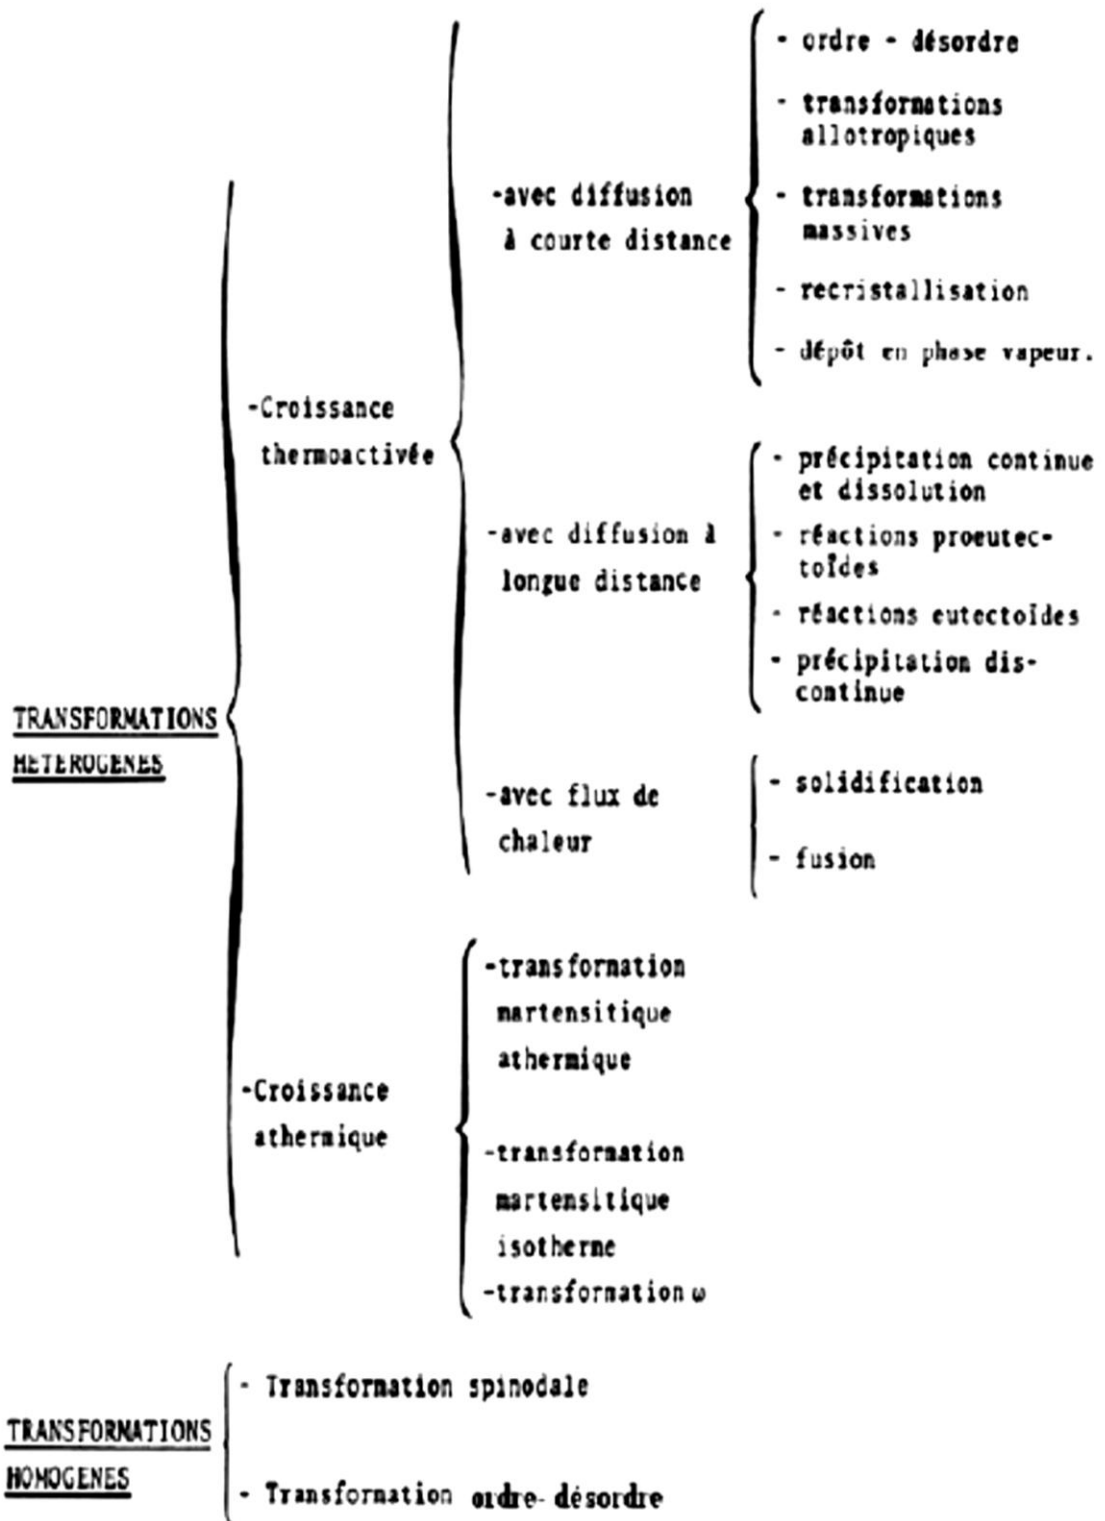 - ordre - désordre
- transformations
allotropiques
-avec diffusion
à courte distance
- transformations
massives
- recristallisation
- dépôt en phase vapeur.
-Croissance
thermoactivée
- précipitation continue
et dissolution
-avec diffusion à
longue distance
- réactions proeutec-
toïdes
- réactions eutectoïdes
- précipitation dis-
continue
TRANSFORMATIONS
HETEROGENES
-avec flux de
chaleur
- solidification
- fusion
-transformation
martensitique
athermique
-Croissance
athermique
-transformation
martensitique
isotherme
-transformation ω
- Transformation spinodale
TRANSFORMATIONS
HOMOGENES
- Transformation ordre-désordre